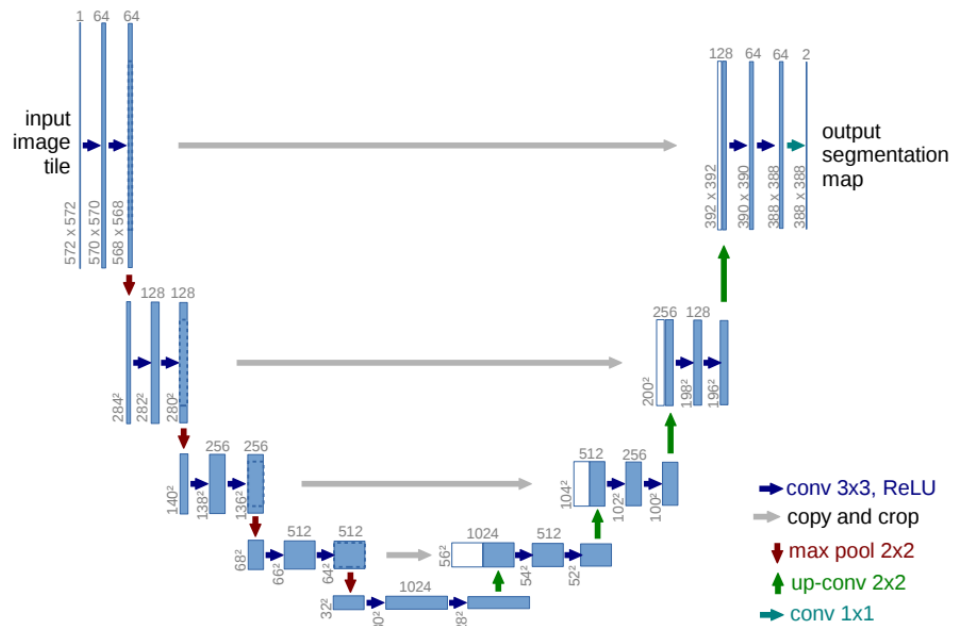 1
64
64
input
image
tile
572 x 572
570 x 570
568 x 568
128
64
64
2
392 x 392
390 x 390
388 x 388
388 x 388
output
segmentation
map
128
128
284²
282²
280²
256
128
200²
198²
196²
256
256
140²
138²
136²
512
256
104²
102²
100²
512
512
68²
66²
64²
1024
512
56²
54²
52²
1024
32²
conv 3x3, ReLU
copy and crop
max pool 2x2
up-conv 2x2
conv 1x1